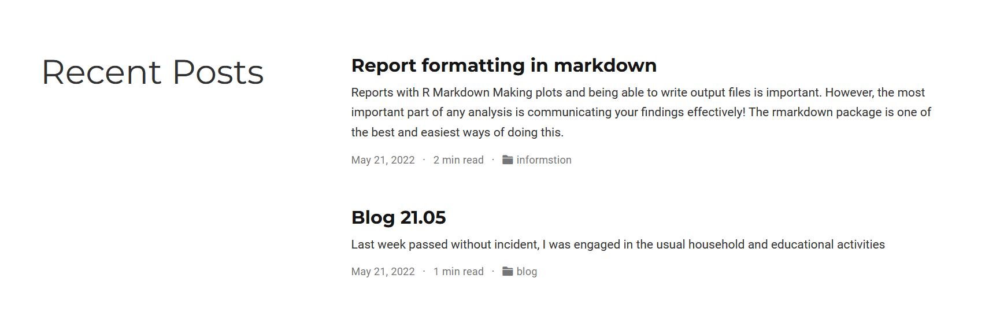 Recent Posts
Report formatting in markdown
Reports with R Markdown Making plots and being able to write output files is important. However, the most
important part of any analysis is communicating your findings effectively! The rmarkdown package is one of
the best and easiest ways of doing this.
May 21, 2022 · 2 min read · informstion
Blog 21.05
Last week passed without incident, I was engaged in the usual household and educational activities
May 21, 2022 · 1 min read · blog